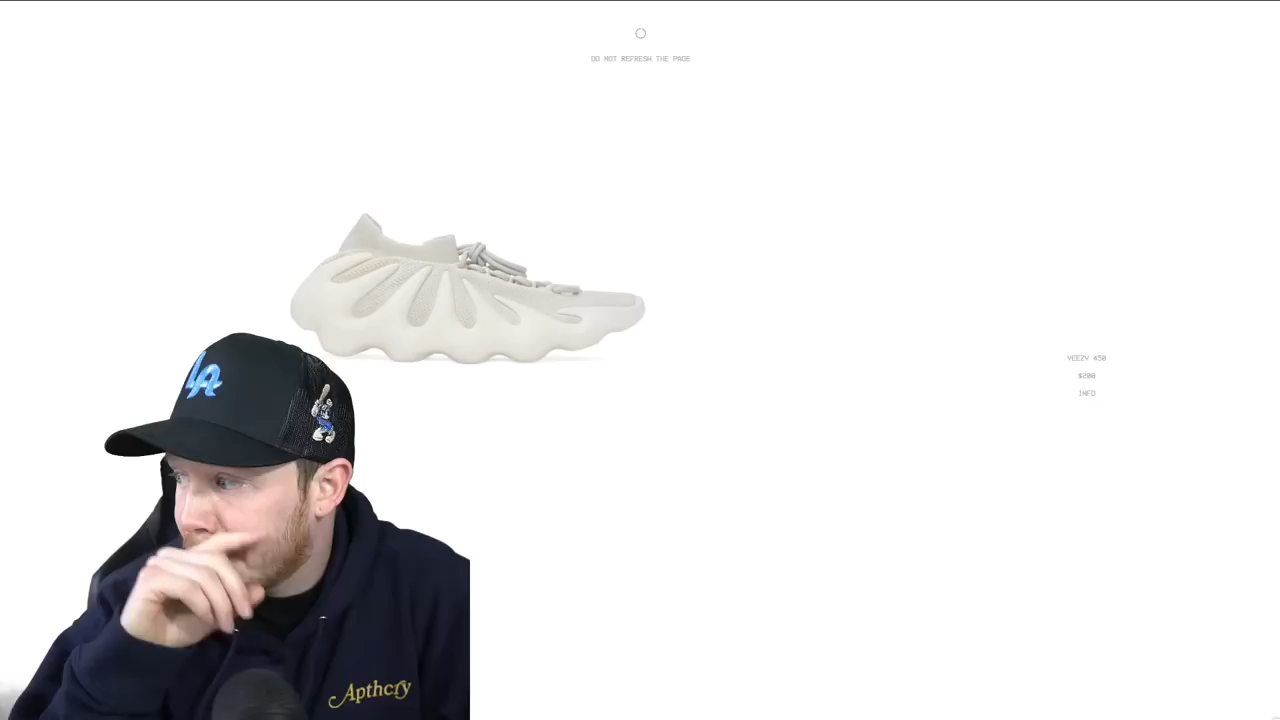 DO NOT REFRESH THE PAGE
YEEZY 450
$200
INFO
LA
Apthcry